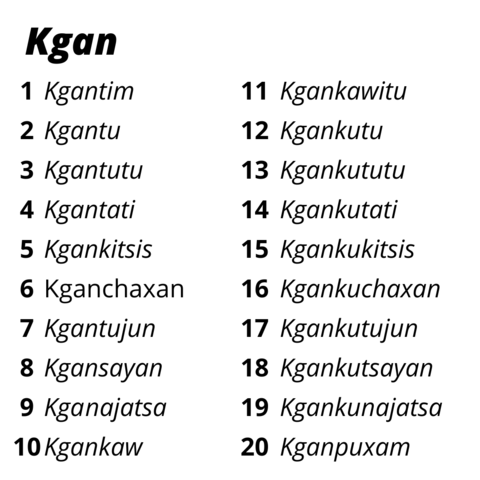 Kgan
1 Kgantim
2 Kgantu
3 Kgantutu
4 Kgantati
5 Kgankitsis
6 Kganchaxan
7 Kgantujun
8 Kgansayan
9 Kganajatsa
10 Kgankaw
11 Kgankawitu
12 Kgankutu
13 Kgankututu
14 Kgankutati
15 Kgankukitsis
16 Kgankuchaxan
17 Kgankutujun
18 Kgankutsayan
19 Kgankunajatsa
20 Kganpuxam